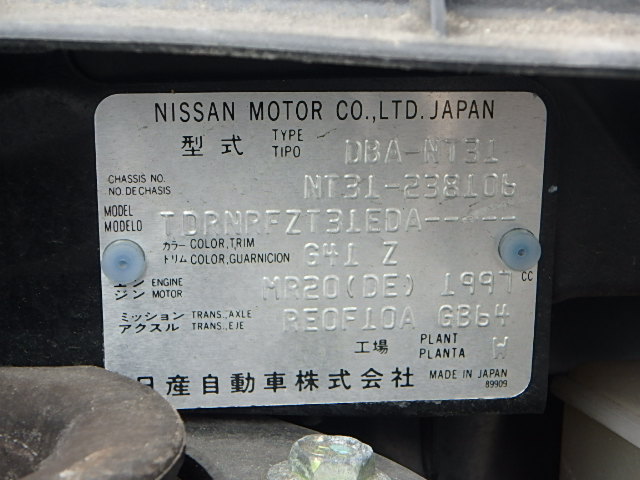 NISSAN MOTOR CO.,LTD. JAPAN
型式 TYPE TIPO DBA-NT31
CHASSIS NO. NO. DE CHASIS NT31-238106
MODEL MODELO TDRNRFZT31EDA-----
カラー COLOR, TRIM トリム COLOR, GUARNICION G41 Z
ジン ENGINE MOTOR MR20(DE) 1997 CC
ミッション アクスル TRANS., AXLE TRANS., EJE RE0F10A GB64
工場 PLANT PLANTA W
日産自動車株式会社 MADE IN JAPAN
89909